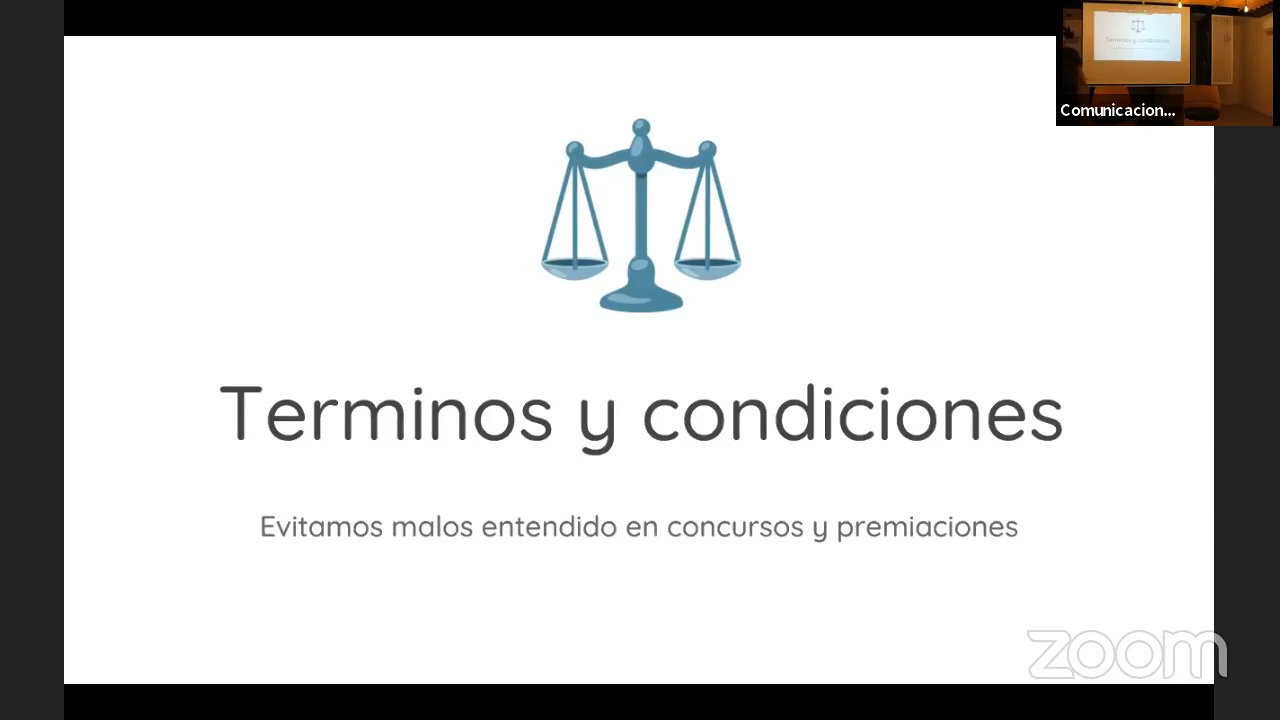 Comunicacion...
Terminos y condiciones
Evitamos malos entendido en concursos y premiaciones
zoom